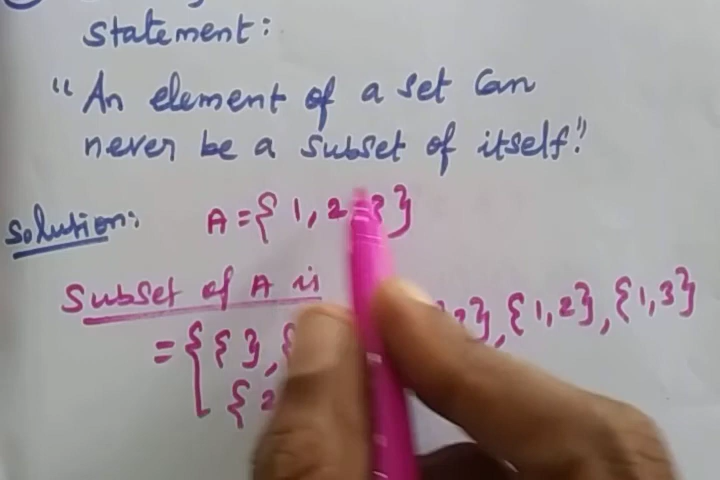 statement:
"An element of a set can
never be a subset of itself."
Solution: A = { 1, 2, 3}
Subset of A is
= { { }, { }, {1,2}, {1,3}
{ 2